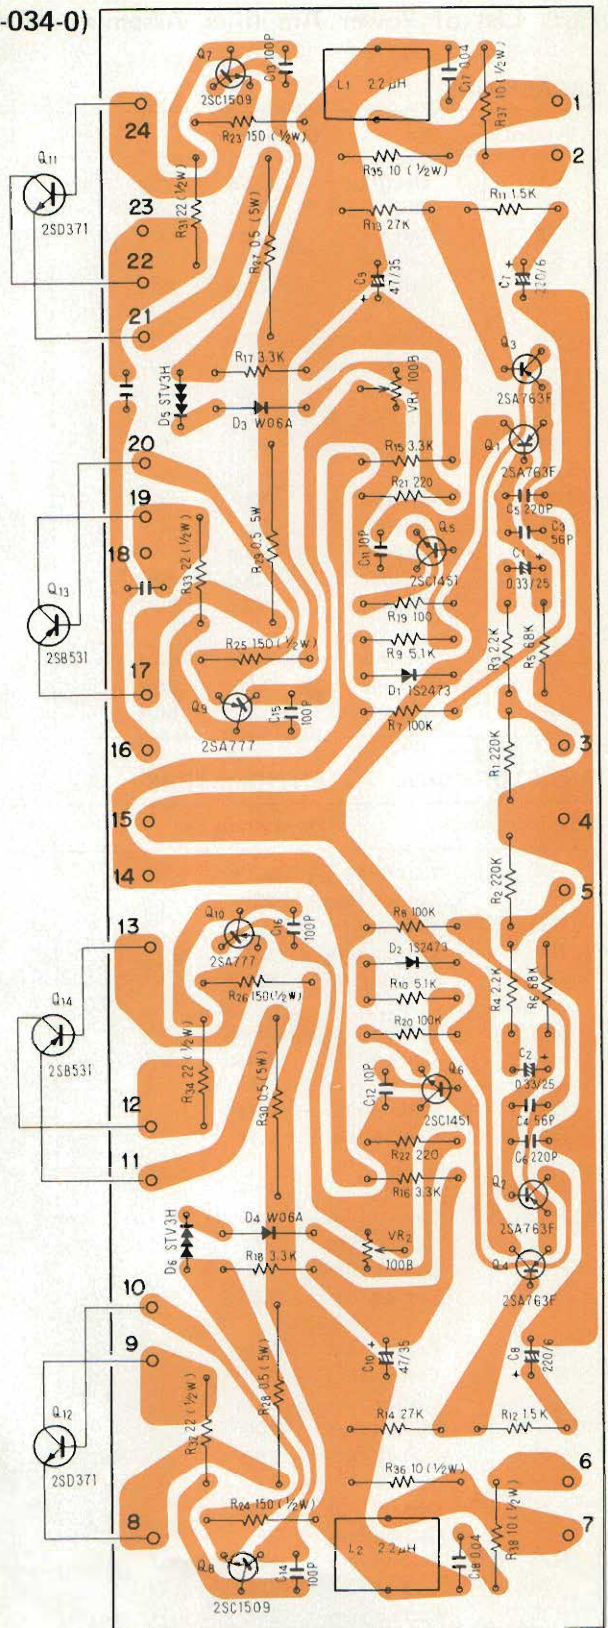 -034-0)
Q7
2SC1509
C13 100P
L1 2.2μH
C17 0.04
R37 10 (½W)
1
24
R23 150 (½W)
Q11
2SD371
R35 10 (½W)
2
R31 22 (½W)
R27 0.5 (5W)
R13 27K
R11 1.5K
23
22
C9 47/35
+
C7 220/6
+
21
Q3
2SA763F
R17 3.3K
D5 STV3H
D3 W06A
VR1 100B
Q1
2SA763F
20
R15 3.3K
R21 220
C5 220P
19
C3 56P
18
Q13
2SB531
R33 22 (½W)
R29 0.5 5W
C11 10P
Q5
2SC1451
C1 0.33/25
+
R19 100
R25 150 (½W)
R9 5.1K
R3 2.2K
R5 68K
17
Q9
2SA777
C15 100P
D1 1S2473
R7 100K
16
R1 220K
3
15
4
14
R2 220K
5
13
Q10
2SA777
C16 100P
R8 100K
D2 1S2473
R26 150 (½W)
R10 5.1K
R4 2.2K
R6 68K
Q14
2SB531
R20 100K
R34 22 (½W)
R30 0.5 (5W)
C12 10P
Q6
2SC1451
C2 0.33/25
+
C4 56P
12
R22 220
C6 220P
11
R16 3.3K
Q2
2SA763F
D6 STV3H
D4 W06A
R18 3.3K
VR2 100B
Q4
2SA763F
10
9
C10 47/35
+
C8 220/6
+
R28 0.5 (5W)
Q12
2SD371
R32 22 (½W)
R14 27K
R12 1.5K
R36 10 (½W)
6
R24 150 (½W)
8
7
Q8
2SC1509
C14 100P
L2 2.2μH
C18 0.04
R38 10 (½W)